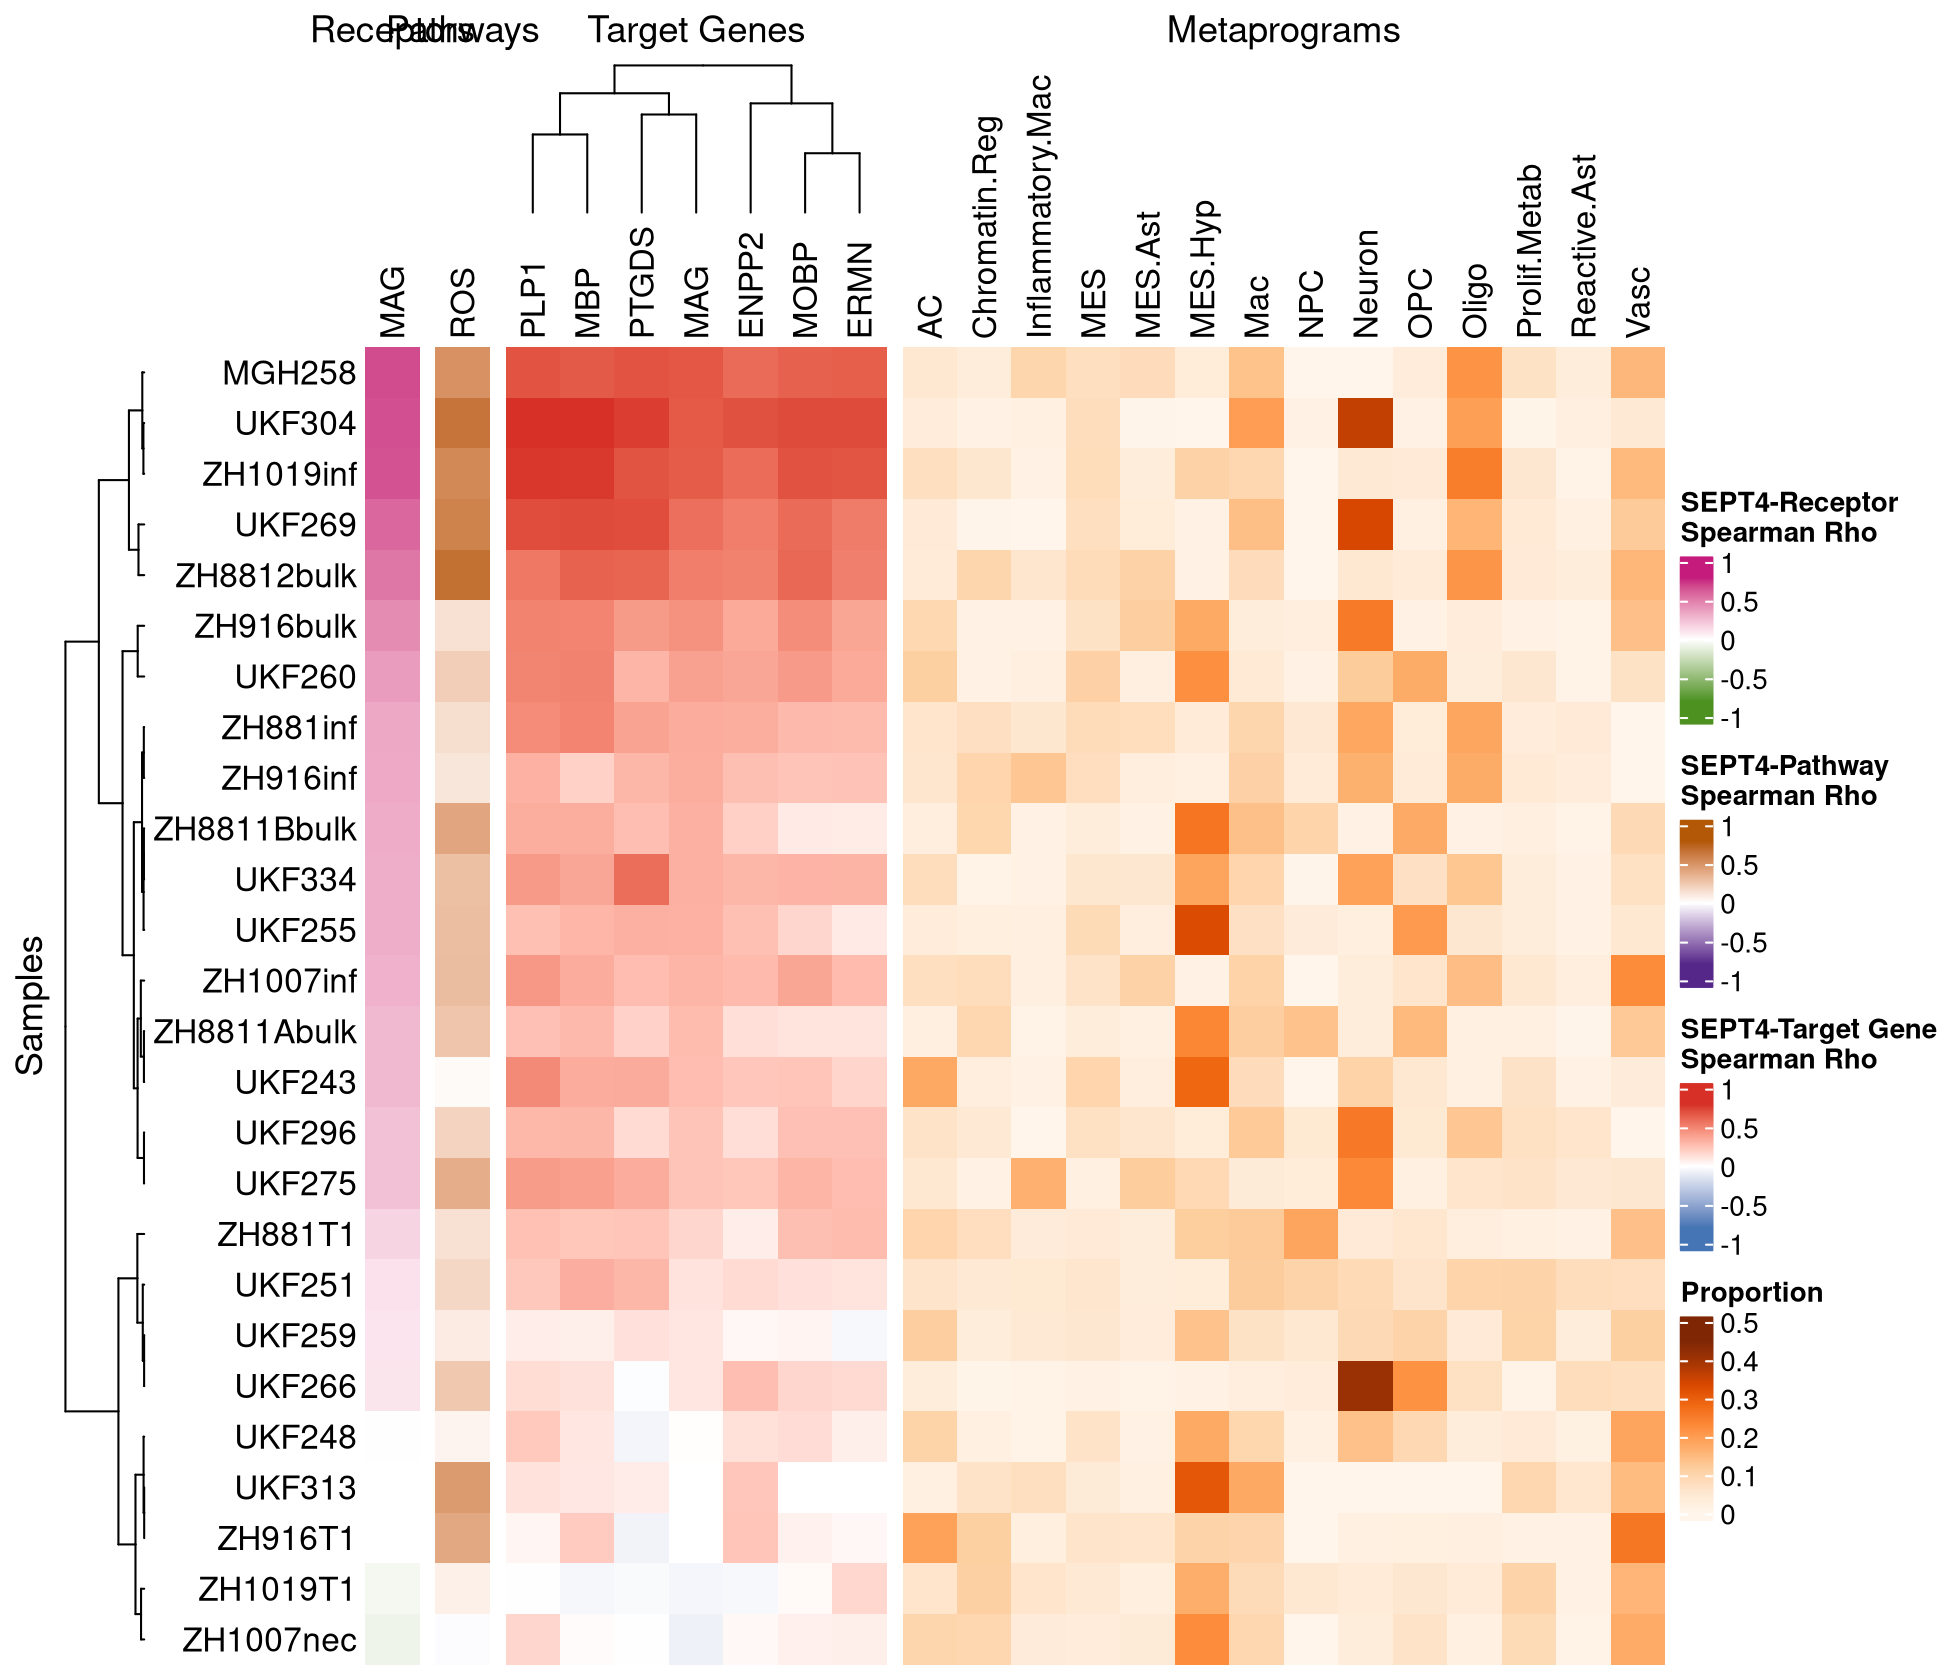 Receptors
Pathways
Target Genes
Metaprograms
MAG
ROS
PLP1
MBP
PTGDS
MAG
ENPP2
MOBP
ERMN
AC
Chromatin.Reg
Inflammatory.Mac
MES
MES.Ast
MES.Hyp
Mac
NPC
Neuron
OPC
Oligo
Prolif.Metab
Reactive.Ast
Vasc
Samples
MGH258
UKF304
ZH1019inf
UKF269
ZH8812bulk
ZH916bulk
UKF260
ZH881inf
ZH916inf
ZH8811Bbulk
UKF334
UKF255
ZH1007inf
ZH8811Abulk
UKF243
UKF296
UKF275
ZH881T1
UKF251
UKF259
UKF266
UKF248
UKF313
ZH916T1
ZH1019T1
ZH1007nec
SEPT4-Receptor
Spearman Rho
1
0.5
0
-0.5
-1
SEPT4-Pathway
Spearman Rho
1
0.5
0
-0.5
-1
SEPT4-Target Gene
Spearman Rho
1
0.5
0
-0.5
-1
Proportion
0.5
0.4
0.3
0.2
0.1
0